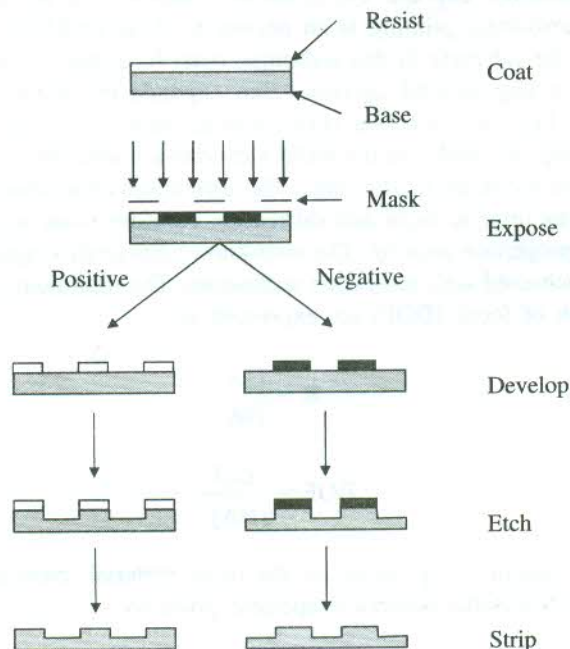 Resist
Coat
Base
Mask
Expose
Positive
Negative
Develop
Etch
Strip